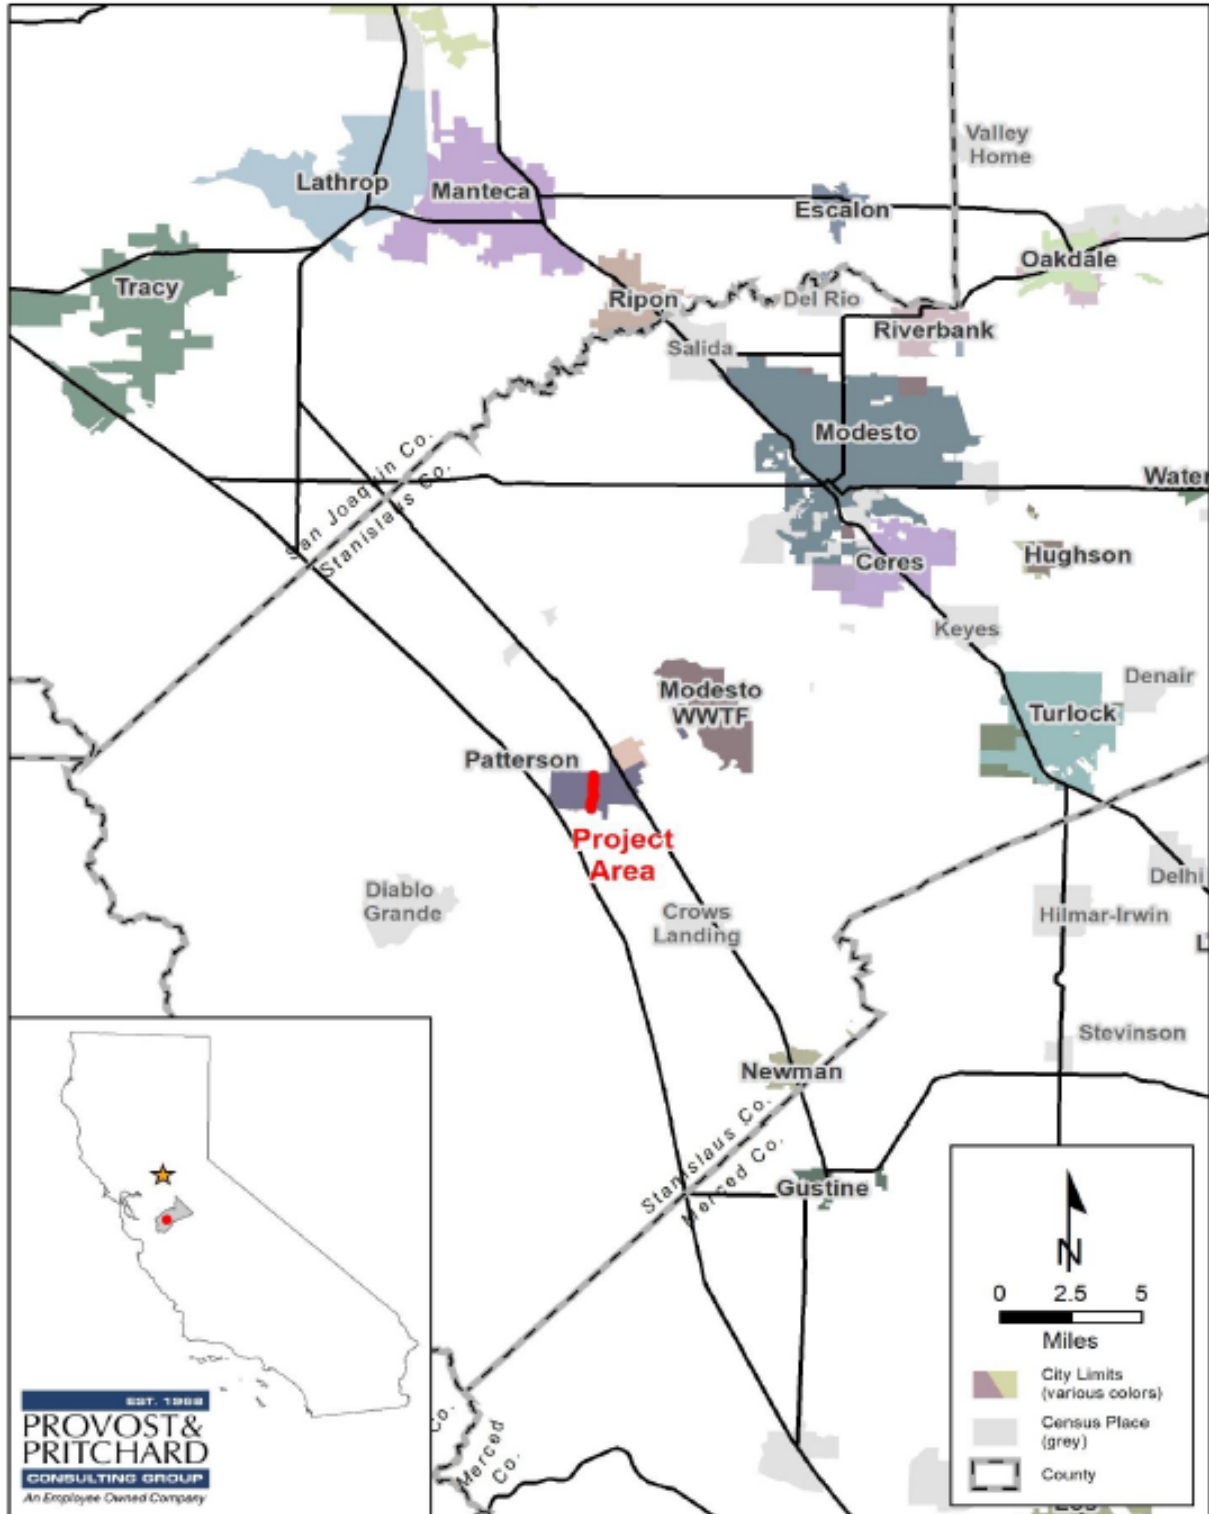 Valley
Home
Lathrop
Manteca
Escalon
Oakdale
Tracy
Ripon
Del Rio
Riverbank
Salida
Modesto
San Joaquin Co.
Stanislaus Co.
Water
Ceres
Hughson
Keyes
Denair
Modesto
WWTF
Turlock
Patterson
Project
Area
Diablo
Grande
Crows
Landing
Delhi
Hilmar-Irwin
L
Stevinson
Newman
Stanislaus Co.
Merced Co.
Gustine
N
0 2.5 5
Miles
City Limits
(various colors)
Census Place
(grey)
County
Co.
Merced
Co.
EST. 1968
PROVOST&
PRITCHARD
CONSULTING GROUP
An Employee Owned Company